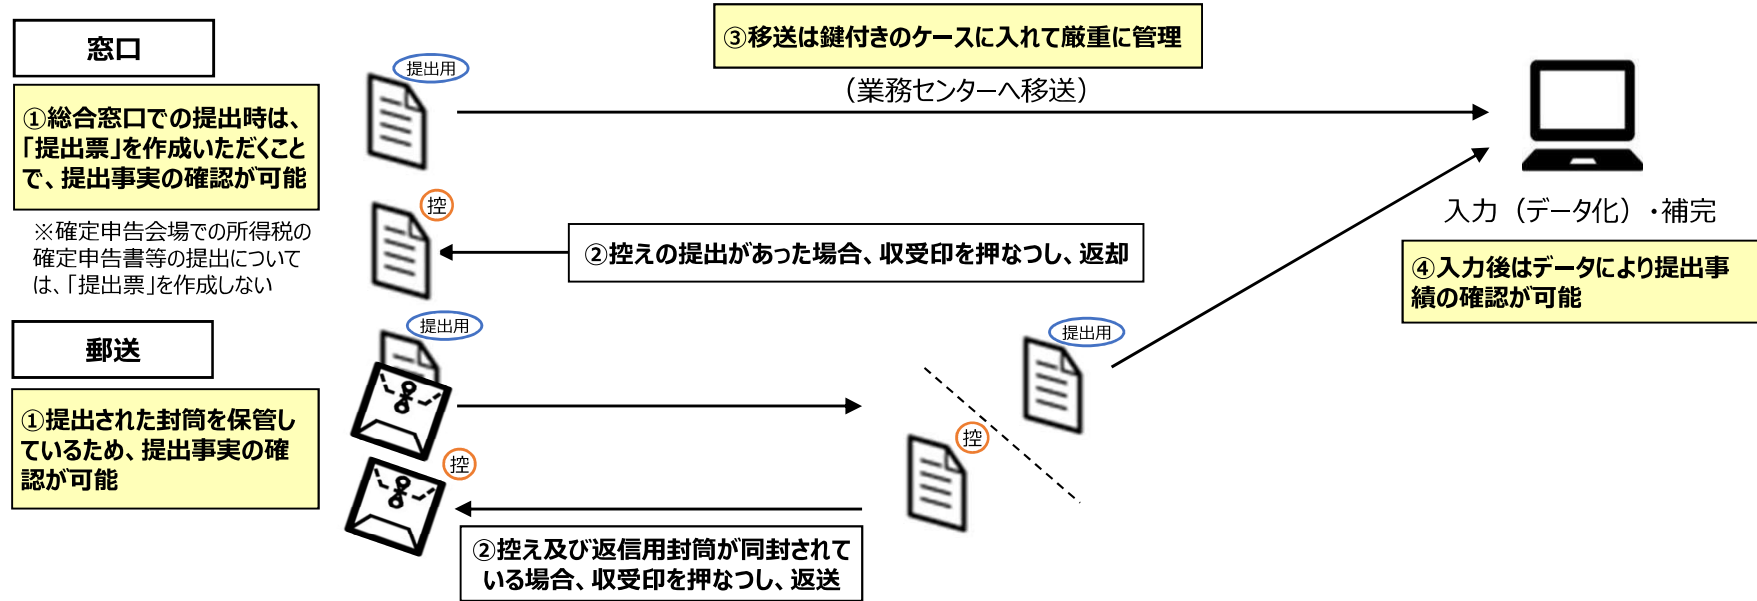 窓口
①総合窓口での提出時は、
「提出票」を作成いただくこと
で、提出事実の確認が可能
※確定申告会場での所得税の
確定申告書等の提出について
は、「提出票」を作成しない
提出用
③移送は鍵付きのケースに入れて厳重に管理
（業務センターへ移送）
控
②控えの提出があった場合、収受印を押なつし、返却
入力（データ化）・補完
④入力後はデータにより提出事
績の確認が可能
郵送
①提出された封筒を保管し
ているため、提出事実の確
認が可能
提出用
控
②控え及び返信用封筒が同封されて
いる場合、収受印を押なつし、返送
提出用
控